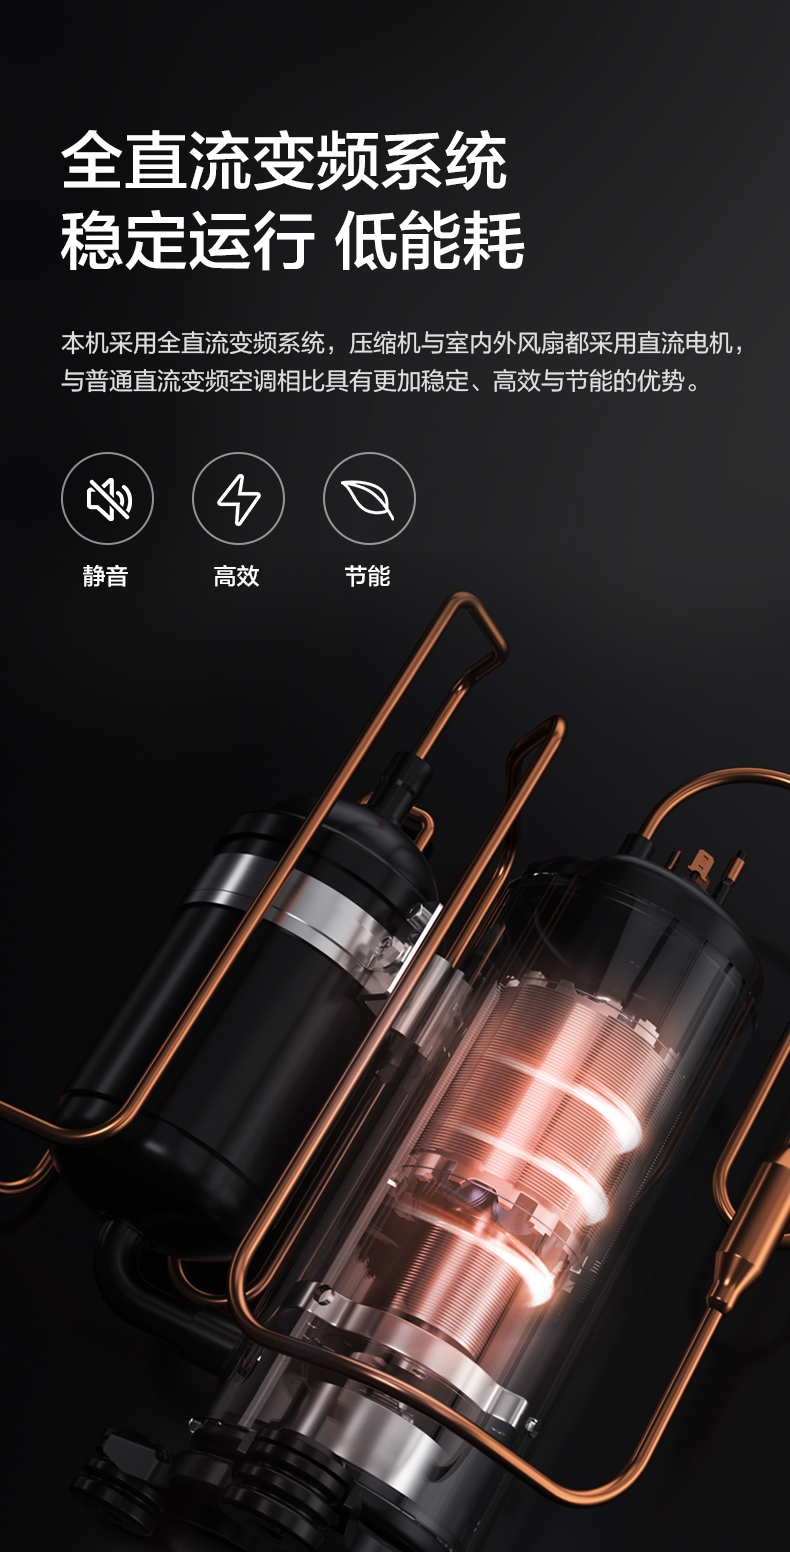 全直流变频系统
稳定运行 低能耗
本机采用全直流变频系统，压缩机与室内外风扇都采用直流电机，
与普通直流变频空调相比具有更加稳定、高效与节能的优势。
静音 高效 节能